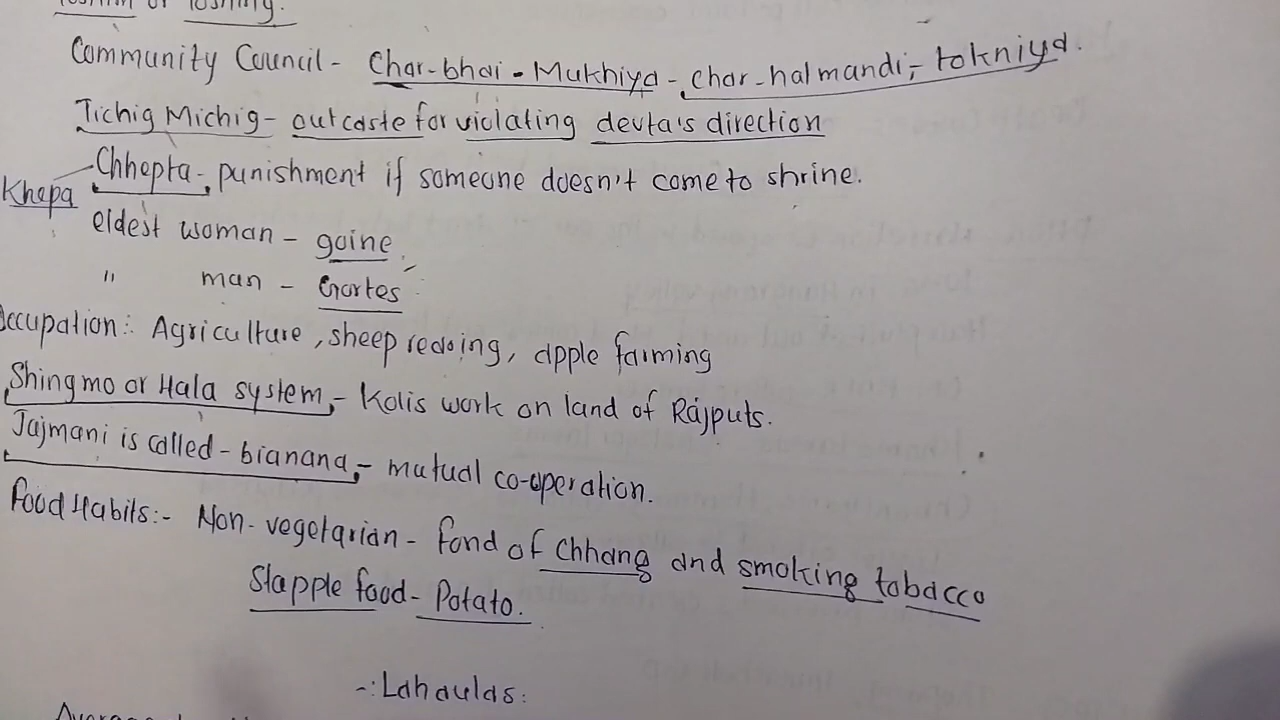 or
Community Council - Char-bhai - Mukhiya - char-halmandi, - tokniya.
Tichig Michig - outcaste for violating devta's direction
Chhepta - punishment if someone doesn't come to shrine.
Khepa
eldest woman - goine
" man - Gortes
Occupation: Agriculture, sheep rearing, apple farming
Shingmo or Hala system, - Kolis work on land of Rajputs.
Jajmani is called - bianana, - mutual co-operation.
Food Habits:- Non-vegetarian - fond of Chhang and smoking tobacco
Stapple food - Potato.
-: Lahaulas: